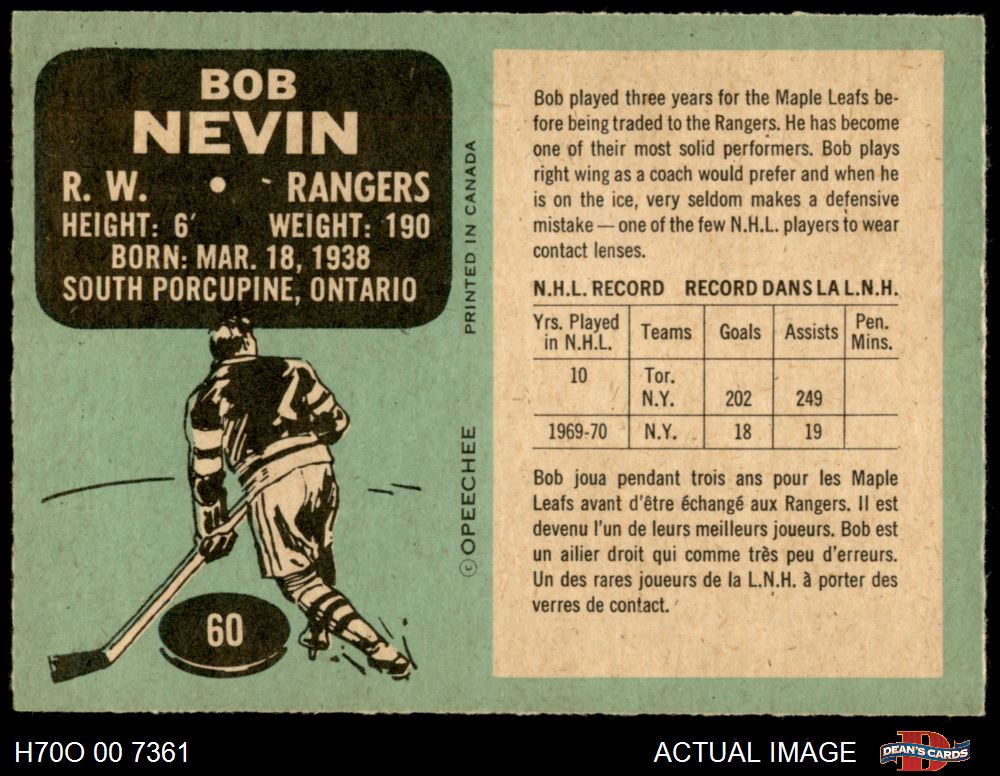 BOB
NEVIN
R. W. • RANGERS
HEIGHT: 6' WEIGHT: 190
BORN: MAR. 18, 1938
SOUTH PORCUPINE, ONTARIO
60
© OPEECHEE PRINTED IN CANADA
Bob played three years for the Maple Leafs be-
fore being traded to the Rangers. He has become
one of their most solid performers. Bob plays
right wing as a coach would prefer and when he
is on the ice, very seldom makes a defensive
mistake — one of the few N.H.L. players to wear
contact lenses.
N.H.L. RECORD RECORD DANS LA L.N.H.
Yrs. Played in N.H.L. Teams Goals Assists Pen. Mins.
10 Tor.
N.Y. 202 249
1969-70 N.Y. 18 19
Bob joua pendant trois ans pour les Maple
Leafs avant d'être échangé aux Rangers. Il est
devenu l'un de leurs meilleurs joueurs. Bob est
un ailier droit qui comme très peu d'erreurs.
Un des rares joueurs de la L.N.H. à porter des
verres de contact.
H70O 00 7361 ACTUAL IMAGE DEAN'S CARDS